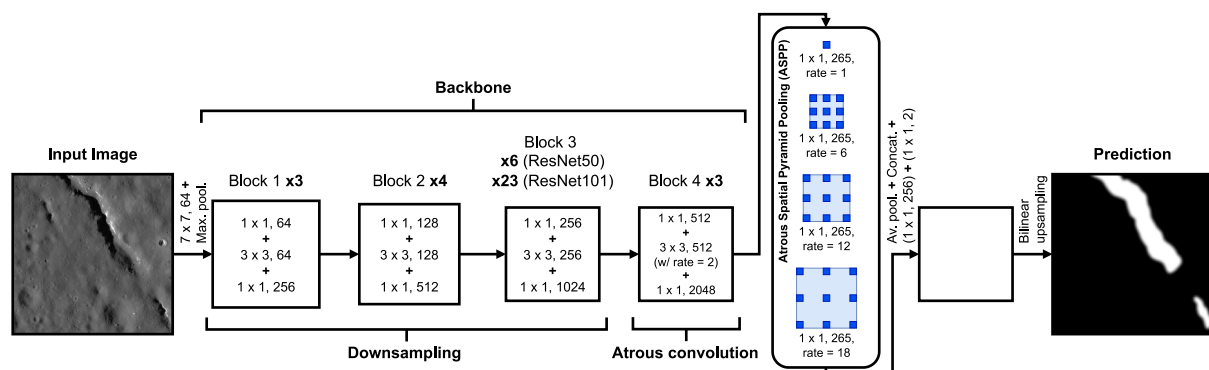 Input Image
7 x 7, 64 +
Max. pool.
Backbone
Block 1 x3
1 x 1, 64
+
3 x 3, 64
+
1 x 1, 256
Block 2 x4
1 x 1, 128
+
3 x 3, 128
+
1 x 1, 512
Block 3
x6 (ResNet50)
x23 (ResNet101)
1 x 1, 256
+
3 x 3, 256
+
1 x 1, 1024
Block 4 x3
1 x 1, 512
+
3 x 3, 512
(w/ rate = 2)
+
1 x 1, 2048
Downsampling
Atrous convolution
Atrous Spatial Pyramid Pooling (ASPP)
1 x 1, 265,
rate = 1
1 x 1, 265,
rate = 6
1 x 1, 265,
rate = 12
1 x 1, 265,
rate = 18
Av. pool. + Concat. +
(1 x 1, 256) + (1 x 1, 2)
Bilinear
upsampling
Prediction